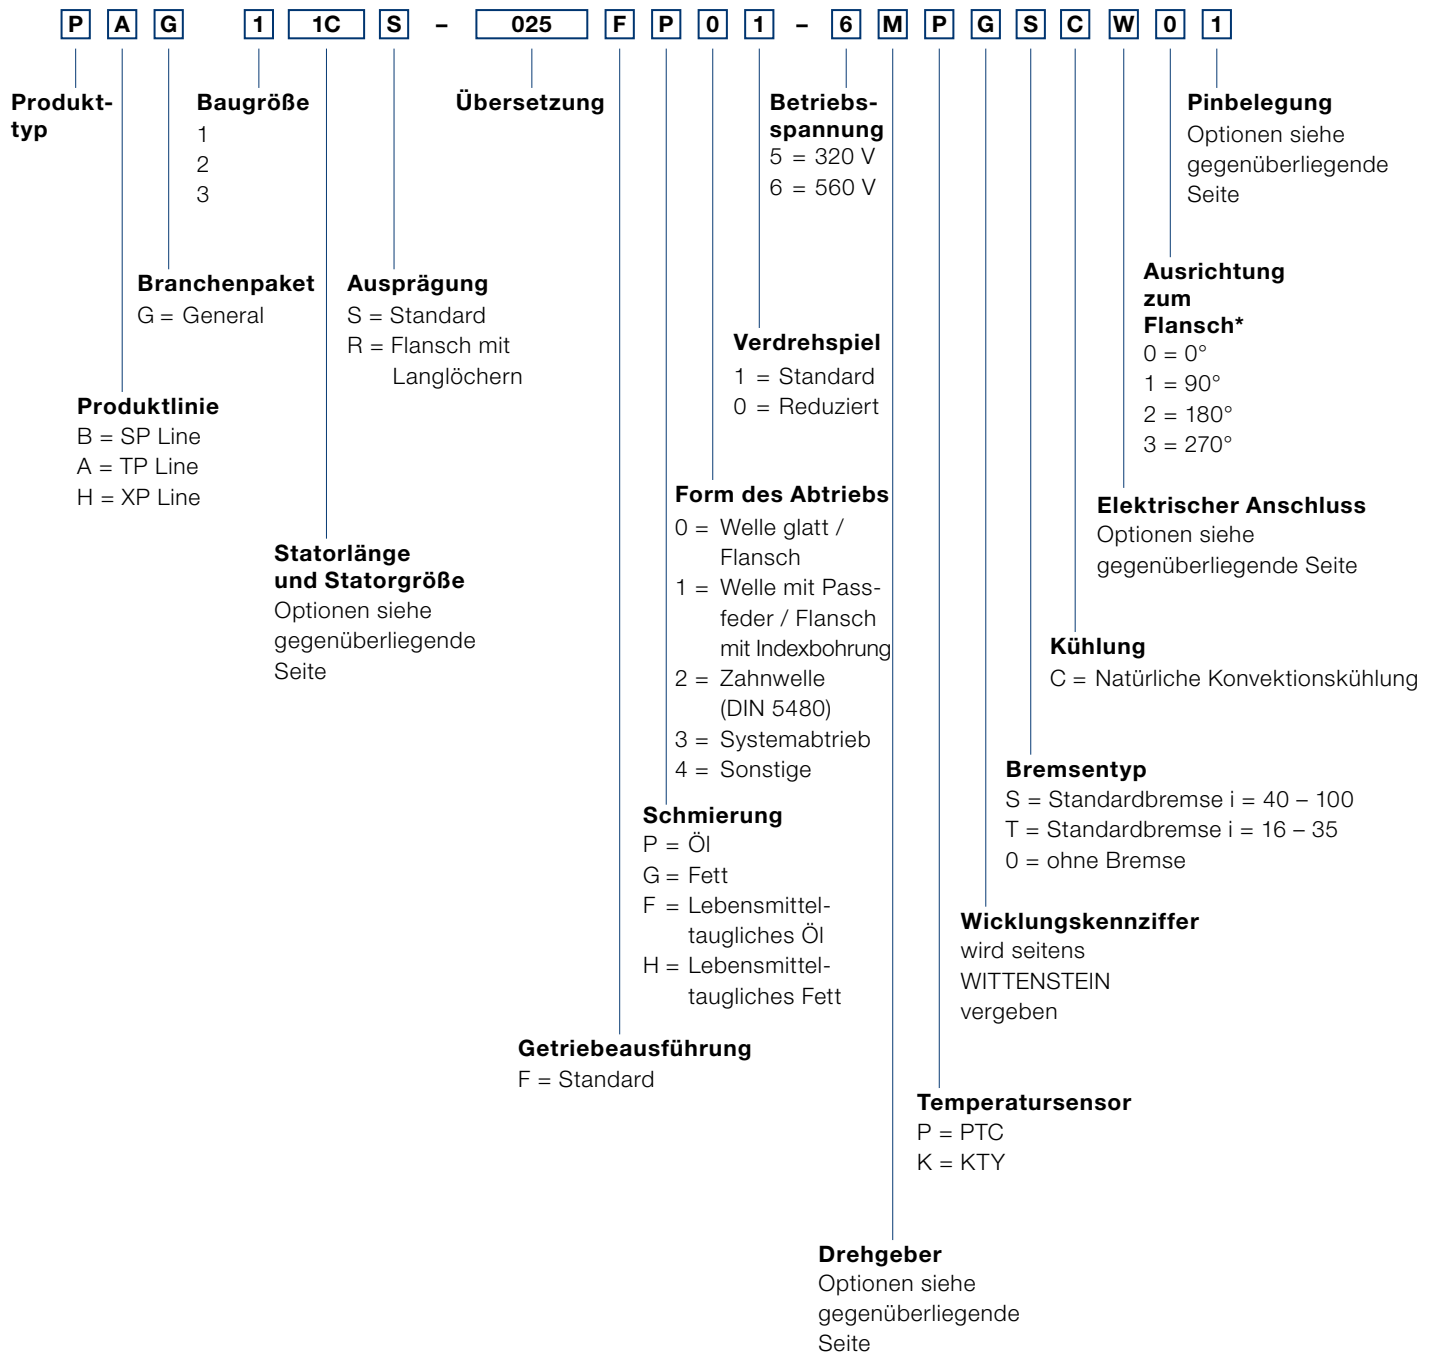 P A G 1 1C S – 025 F P 0 1 – 6 M P G S C W 0 1
Produkt-
typ
Baugröße
1
2
3
Übersetzung
Betriebs-
spannung
5 = 320 V
6 = 560 V
Pinbelegung
Optionen siehe
gegenüberliegende
Seite
Branchenpaket
G = General
Ausprägung
S = Standard
R = Flansch mit
Langlöchern
Ausrichtung
zum
Flansch*
0 = 0°
1 = 90°
2 = 180°
3 = 270°
Verdrehspiel
1 = Standard
0 = Reduziert
Produktlinie
B = SP Line
A = TP Line
H = XP Line
Form des Abtriebs
0 = Welle glatt /
Flansch
1 = Welle mit Pass-
feder / Flansch
mit Indexbohrung
2 = Zahnwelle
(DIN 5480)
3 = Systemabtrieb
4 = Sonstige
Elektrischer Anschluss
Optionen siehe
gegenüberliegende Seite
Statorlänge
und Statorgröße
Optionen siehe
gegenüberliegende
Seite
Kühlung
C = Natürliche Konvektionskühlung
Bremsentyp
S = Standardbremse i = 40 – 100
T = Standardbremse i = 16 – 35
0 = ohne Bremse
Schmierung
P = Öl
G = Fett
F = Lebensmittel-
taugliches Öl
H = Lebensmittel-
taugliches Fett
Wicklungskennziffer
wird seitens
WITTENSTEIN
vergeben
Getriebeausführung
F = Standard
Temperatursensor
P = PTC
K = KTY
Drehgeber
Optionen siehe
gegenüberliegende
Seite